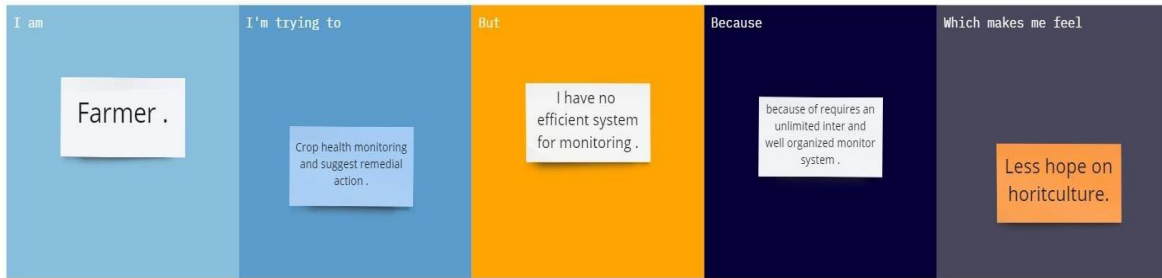 I am
Farmer .
I'm trying to
Crop health monitoring
and suggest remedial
action .
But
I have no
efficient system
for monitoring .
Because
because of requires an
unlimited inter and
well organized monitor
system .
Which makes me feel
Less hope on
horitculture.